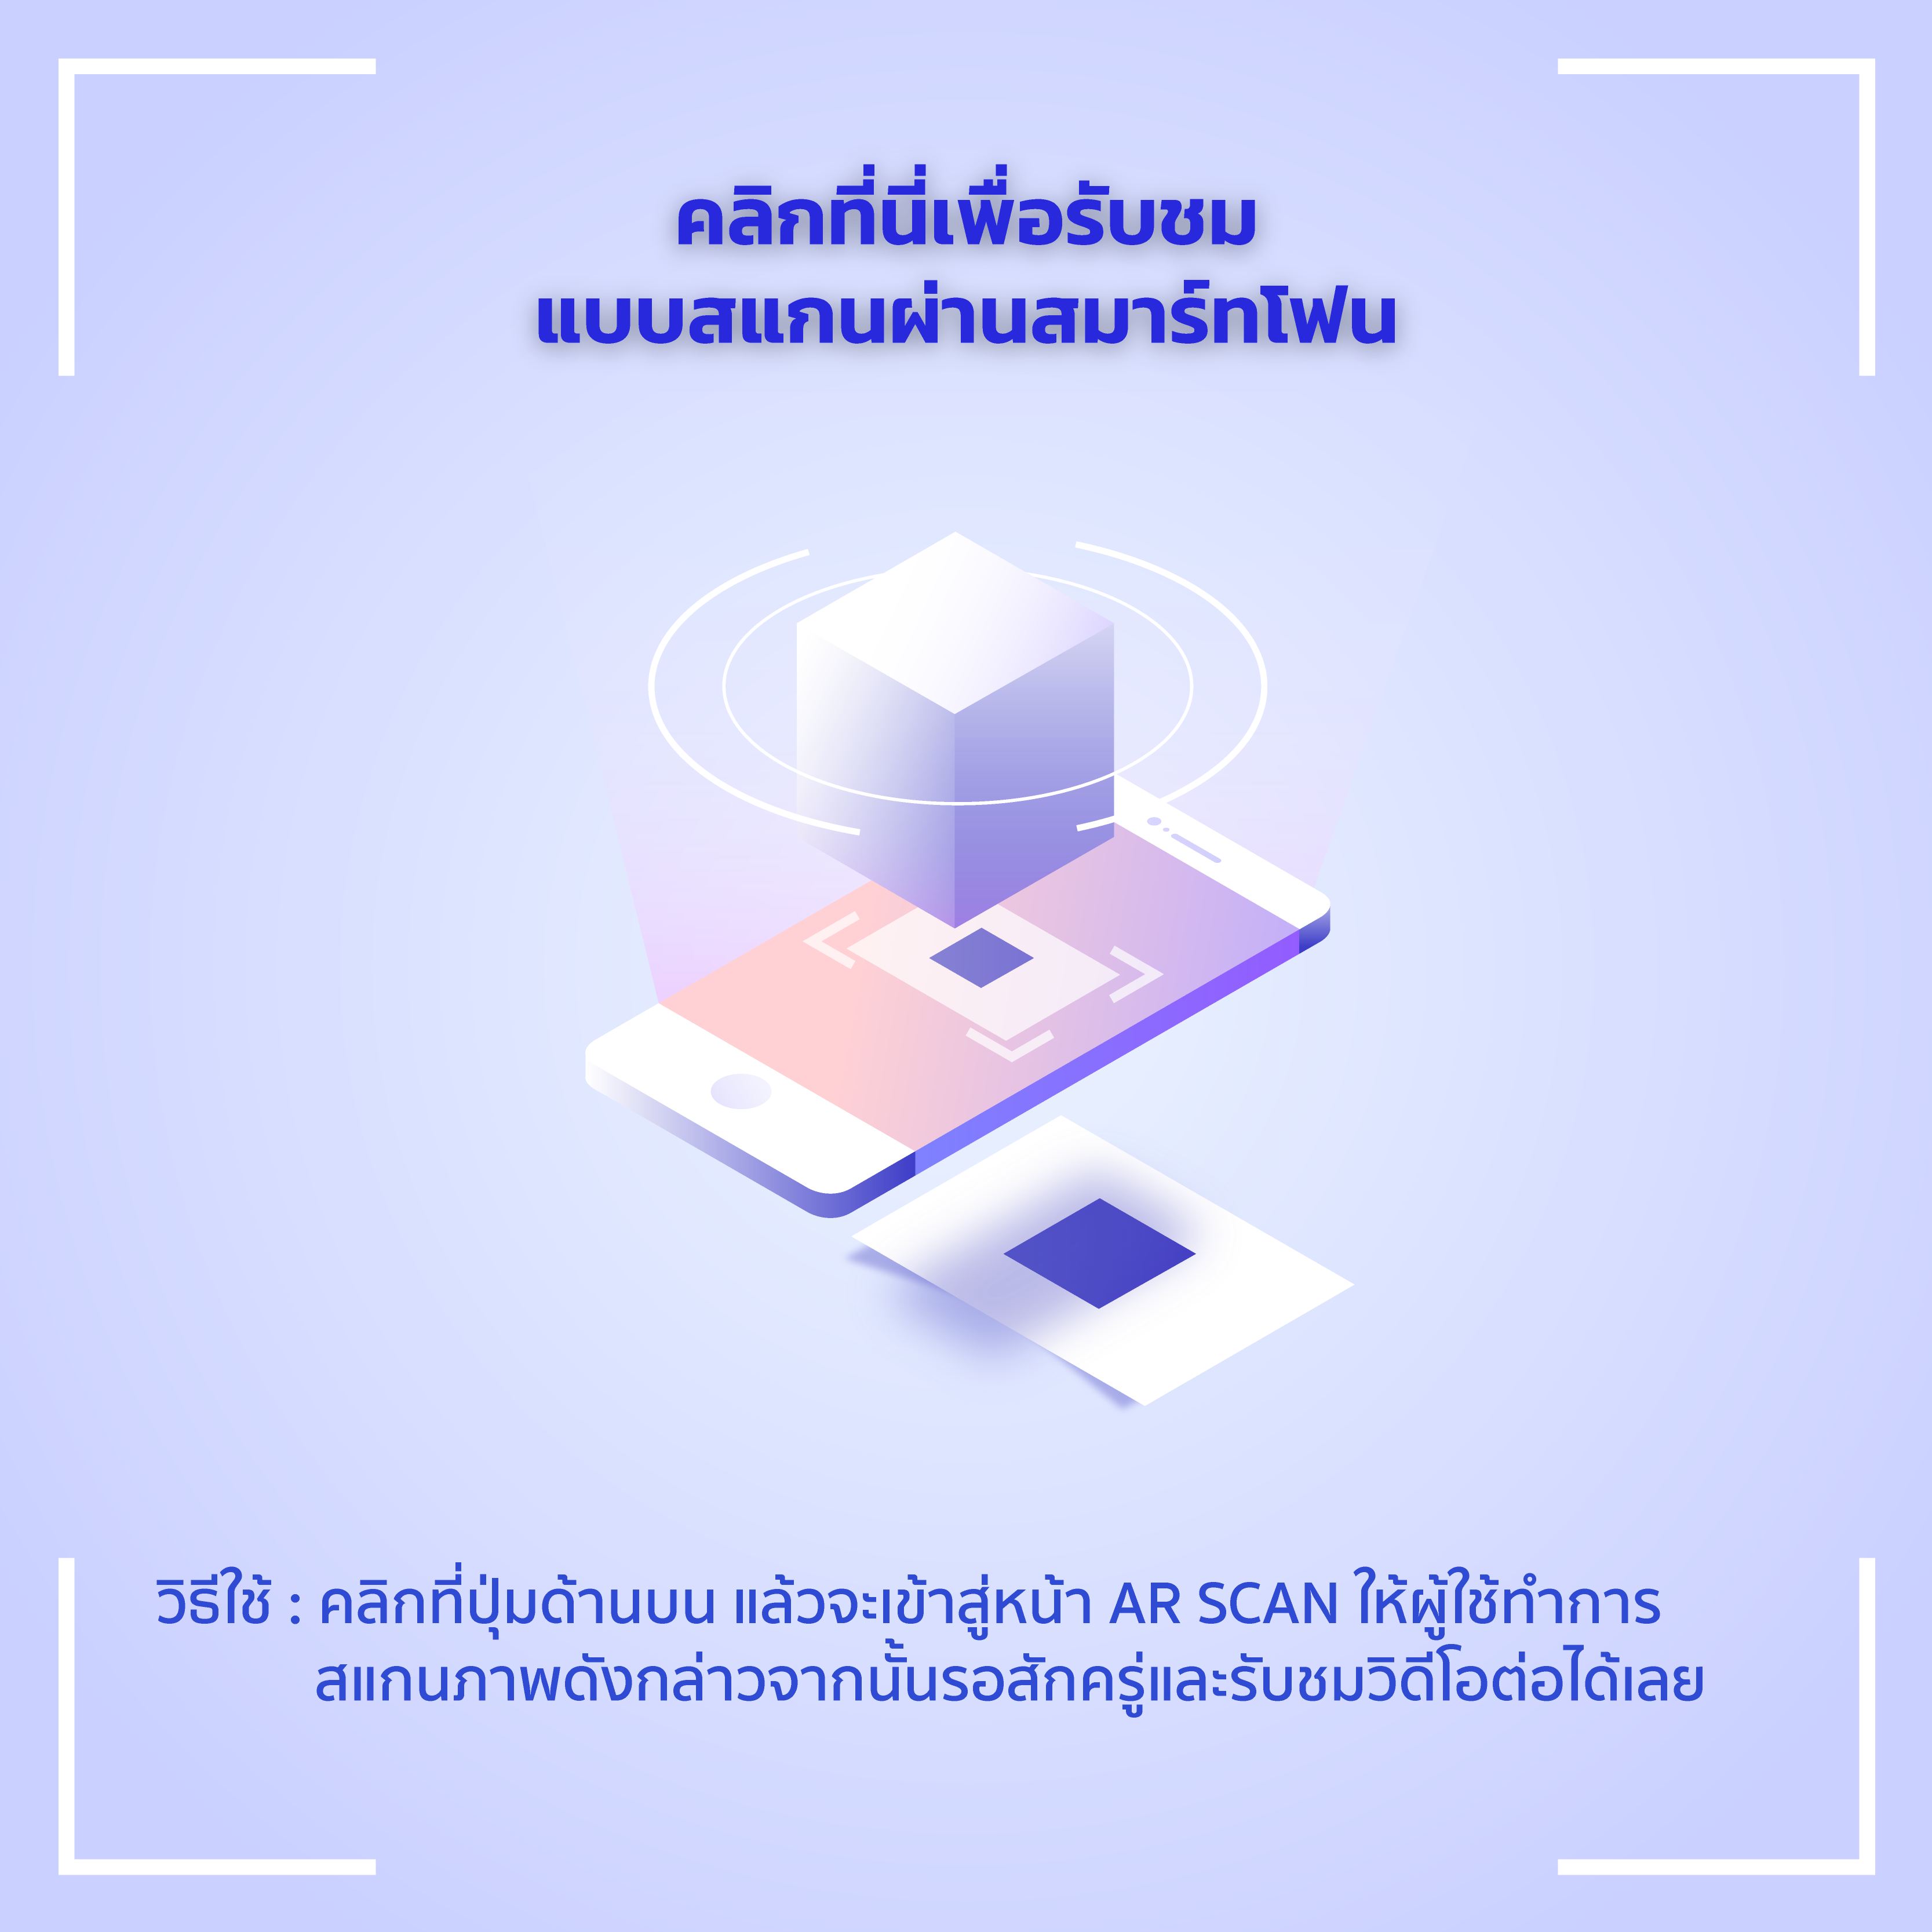 คลิกที่นี่เพื่อรับชม
แบบสแกนผ่านสมาร์ทโฟน
วิธีใช้ : คลิกที่ปุ่มด้านบน แล้วจะเข้าสู่หน้า AR SCAN ให้ผู้ใช้ทำการ
สแกนภาพดังกล่าวจากนั้นรอสักครู่และรับชมวิดีโอต่อได้เลย